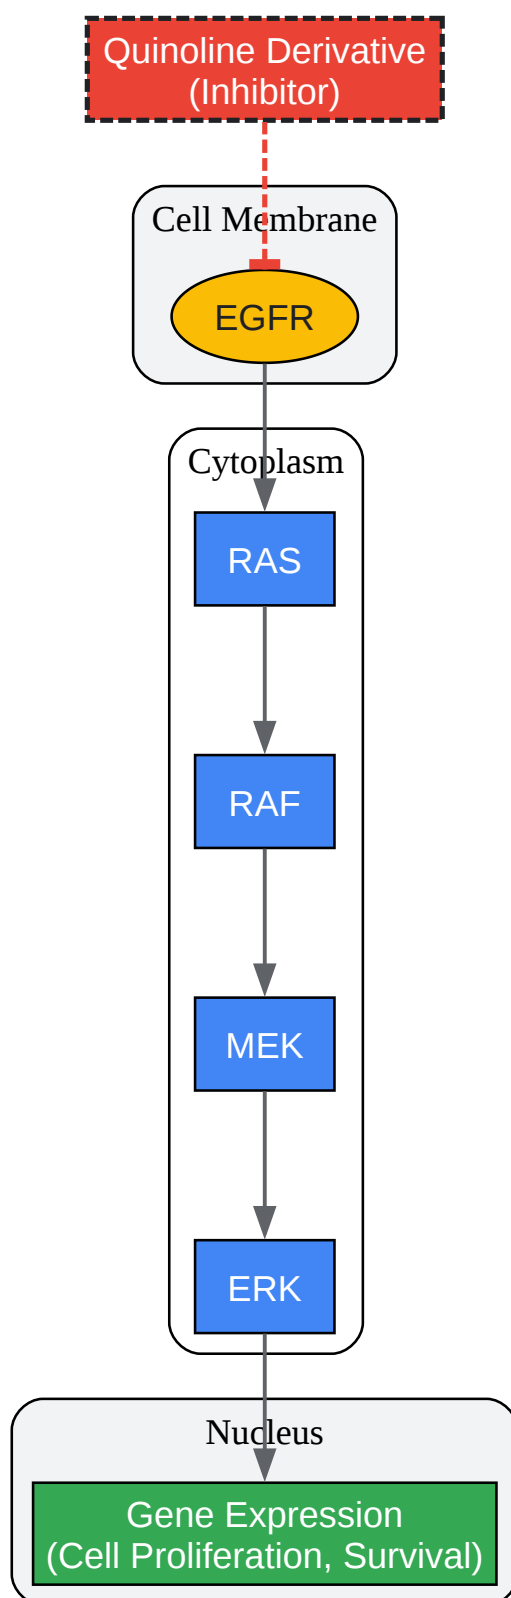 Quinoline Derivative
(Inhibitor)
Cell Membrane
EGFR
Cytoplasm
RAS
RAF
MEK
ERK
Nucleus
Gene Expression
(Cell Proliferation, Survival)